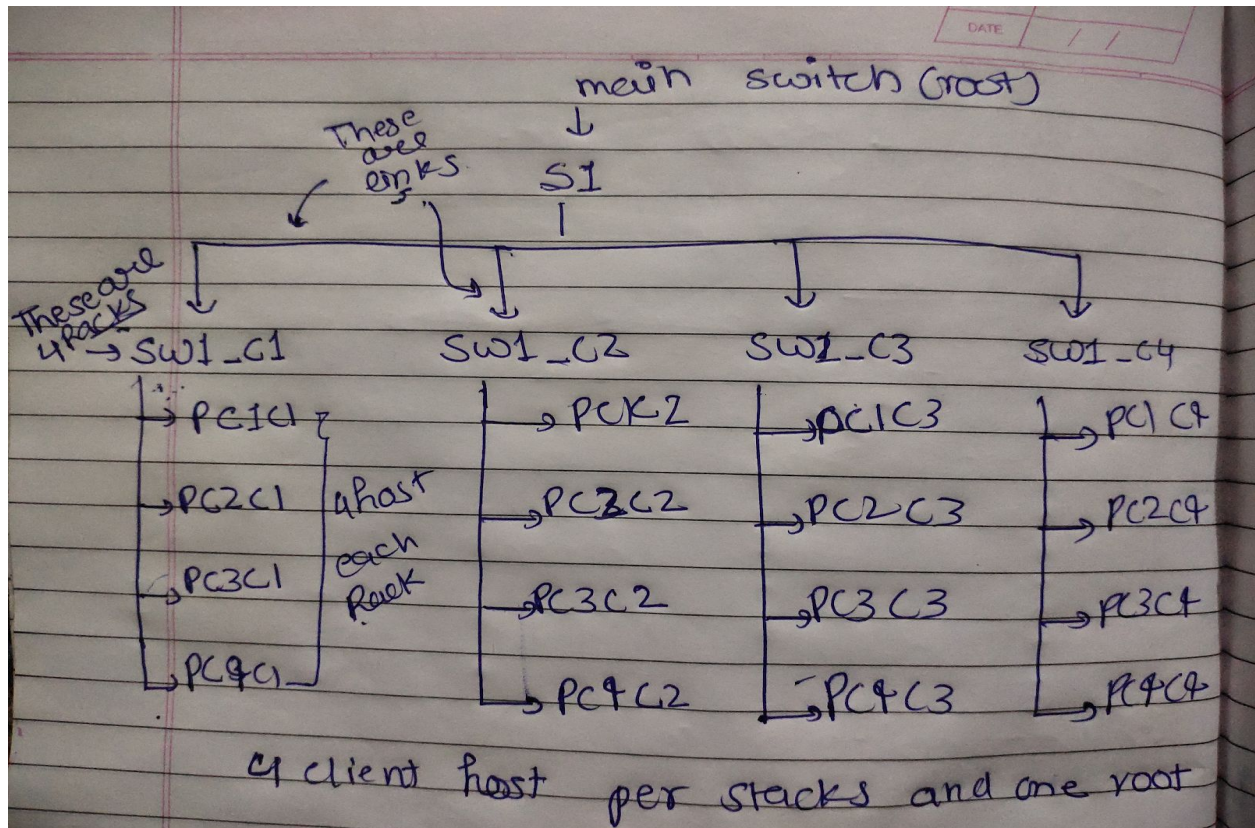 DATE / /
main switch (root)
These
are
links
S1
These are
4 Racks
SW1_C1 SW1_C2 SW1_C3 SW1_C4
PC1C1 PC1C2 PC1C3 PC1C4
PC2C1 PC2C2 PC2C3 PC2C4
4 host
each
Rack
PC3C1 PC3C2 PC3C3 PC3C4
PC4C1 PC4C2 PC4C3 PC4C4
4 client host per stacks and one root